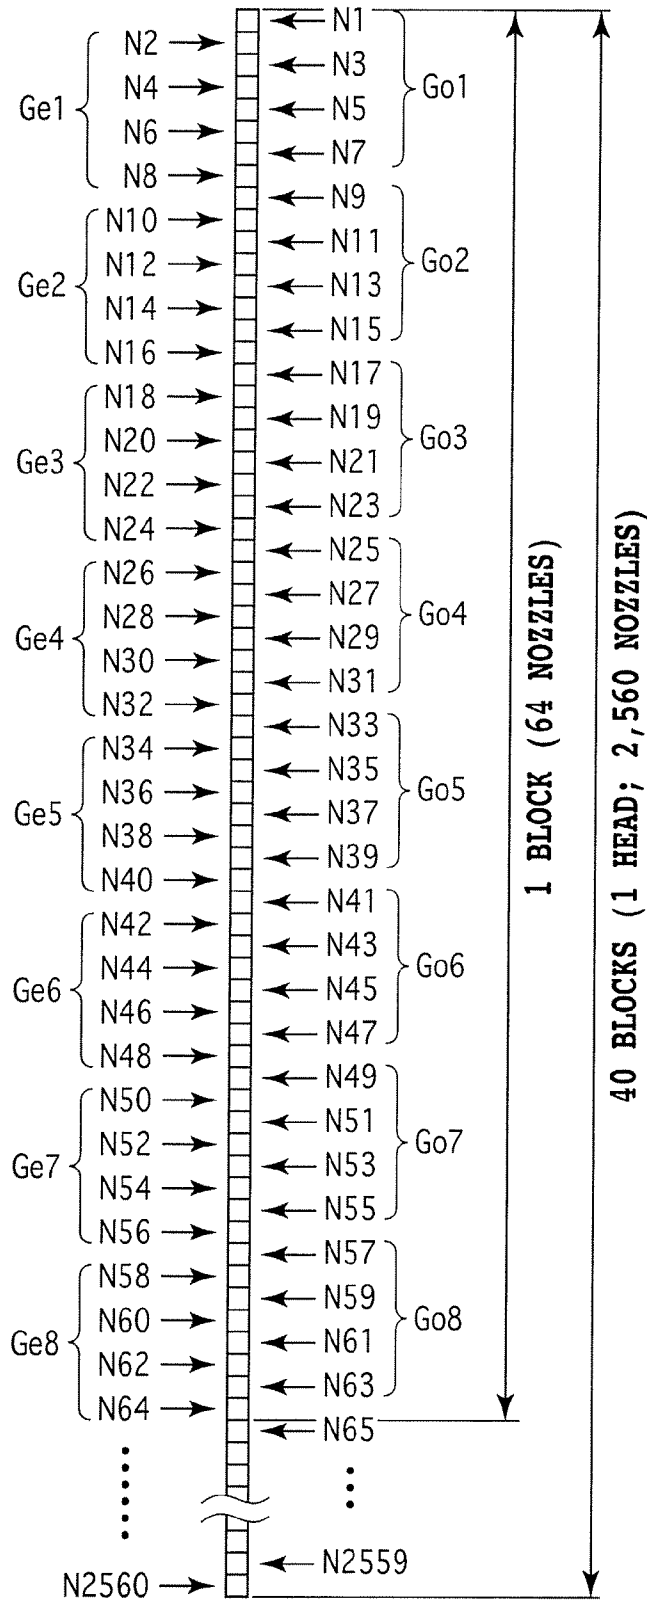 N1
N2
N3
N4
N5
N6
N7
N8
Ge1
Go1
N9
N10
N11
N12
N13
N14
N15
N16
Ge2
Go2
N17
N18
N19
N20
N21
N22
N23
N24
Ge3
Go3
N25
N26
N27
N28
N29
N30
N31
N32
Ge4
Go4
N33
N34
N35
N36
N37
N38
N39
N40
Ge5
Go5
N41
N42
N43
N44
N45
N46
N47
N48
Ge6
Go6
N49
N50
N51
N52
N53
N54
N55
N56
Ge7
Go7
N57
N58
N59
N60
N61
N62
N63
N64
Ge8
Go8
N65
N2559
N2560
1 BLOCK (64 NOZZLES)
40 BLOCKS (1 HEAD; 2,560 NOZZLES)